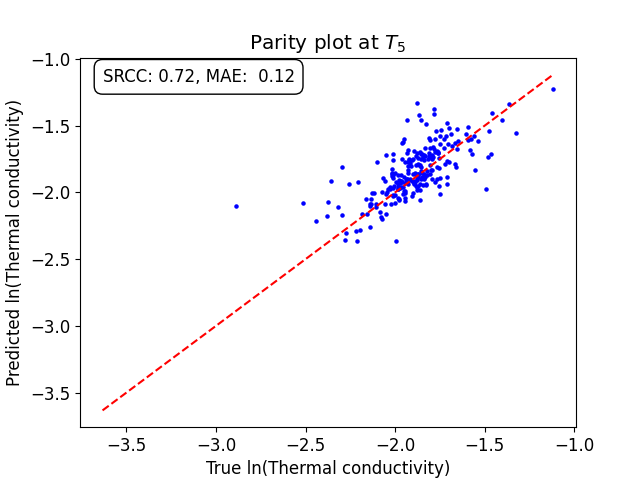 Parity plot at T5
SRCC: 0.72, MAE:  0.12
Predicted ln(Thermal conductivity)
−1.0
−1.5
−2.0
−2.5
−3.0
−3.5
−3.5 −3.0 −2.5 −2.0 −1.5 −1.0
True ln(Thermal conductivity)